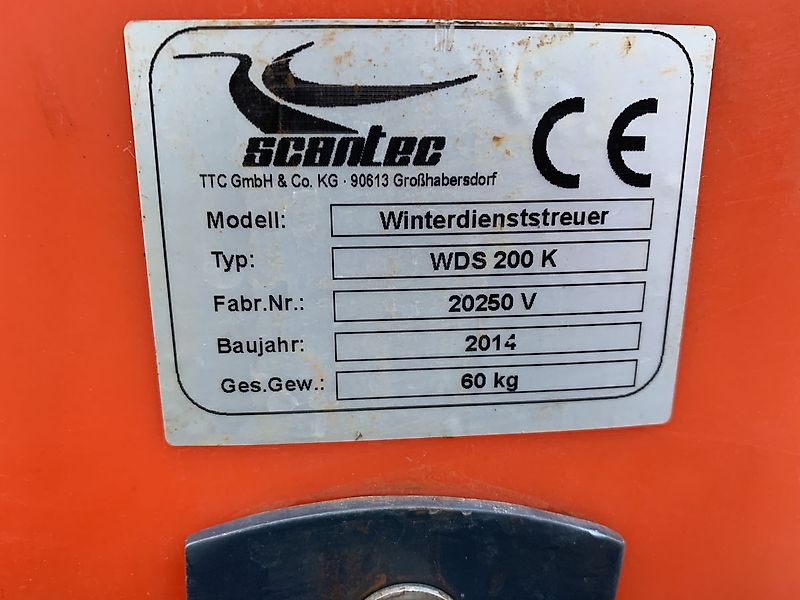 scantec
CE
TTC GmbH & Co. KG · 90613 Großhabersdorf
Modell: Winterdienststreuer
Typ: WDS 200 K
Fabr.Nr.: 20250 V
Baujahr: 2014
Ges.Gew.: 60 kg